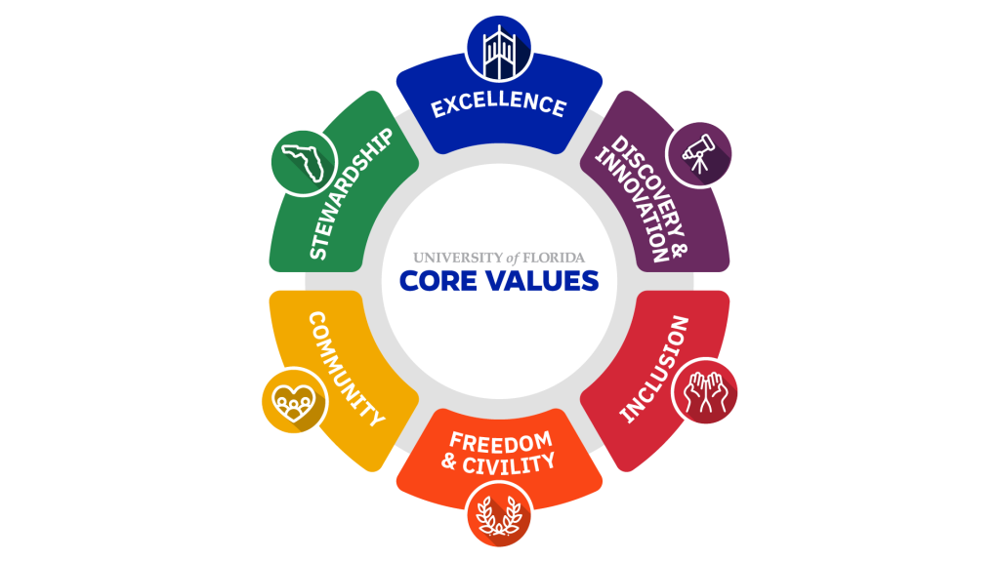 EXCELLENCE
DISCOVERY &
INNOVATION
INCLUSION
FREEDOM
& CIVILITY
COMMUNITY
STEWARDSHIP
UNIVERSITY of FLORIDA
CORE VALUES